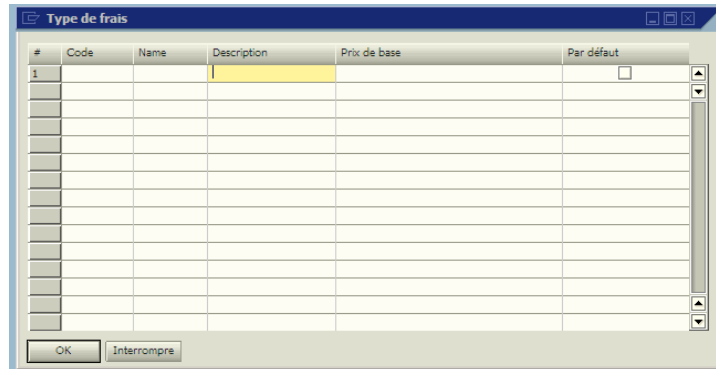 Type de frais
# Code Name Description Prix de base Par défaut
1
OK Interrompre